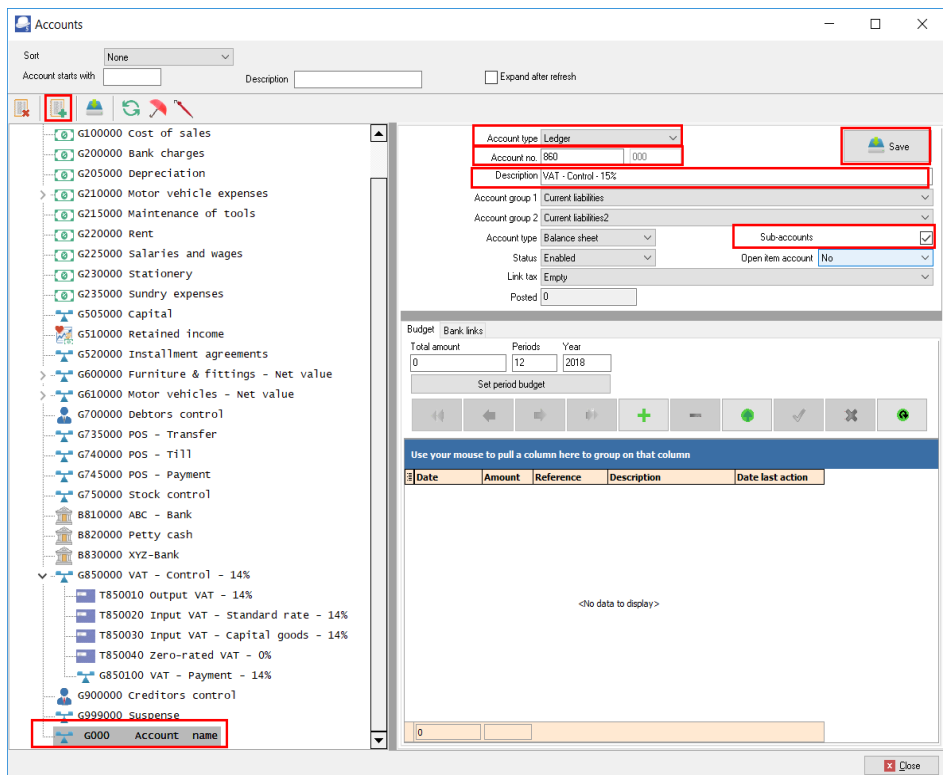 Accounts
Sort None
Account starts with Description Expand after refresh
G100000 Cost of sales
G200000 Bank charges
G205000 Depreciation
G210000 Motor vehicle expenses
G215000 Maintenance of tools
G220000 Rent
G225000 Salaries and wages
G230000 Stationery
G235000 Sundry expenses
G505000 Capital
G510000 Retained income
G520000 Installment agreements
G600000 Furniture & fittings - Net value
G610000 Motor vehicles - Net value
G700000 Debtors control
G735000 POS - Transfer
G740000 POS - Till
G745000 POS - Payment
G750000 Stock control
B810000 ABC - Bank
B820000 Petty cash
B830000 XYZ-Bank
G850000 VAT - Control - 14%
T850010 Output VAT - 14%
T850020 Input VAT - Standard rate - 14%
T850030 Input VAT - Capital goods - 14%
T850040 Zero-rated VAT - 0%
G850100 VAT - Payment - 14%
G900000 Creditors control
G999000 Suspense
G000 Account name
Account type Ledger
Save
Account no. 860 000
Description VAT - Control - 15%
Account group 1 Current liabilities
Account group 2 Current liabilities2
Account type Balance sheet Sub-accounts
Status Enabled Open item account No
Link tax Empty
Posted 0
Budget Bank links
Total amount Periods Year
0 12 2018
Set period budget
Use your mouse to pull a column here to group on that column
Date Amount Reference Description Date last action
<No data to display>
0
Close